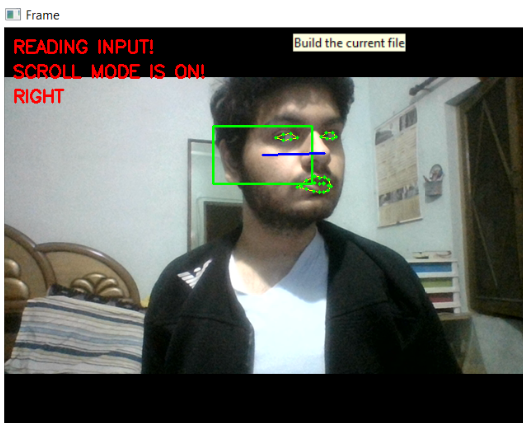 Frame
Build the current file
READING INPUT!
SCROLL MODE IS ON!
RIGHT